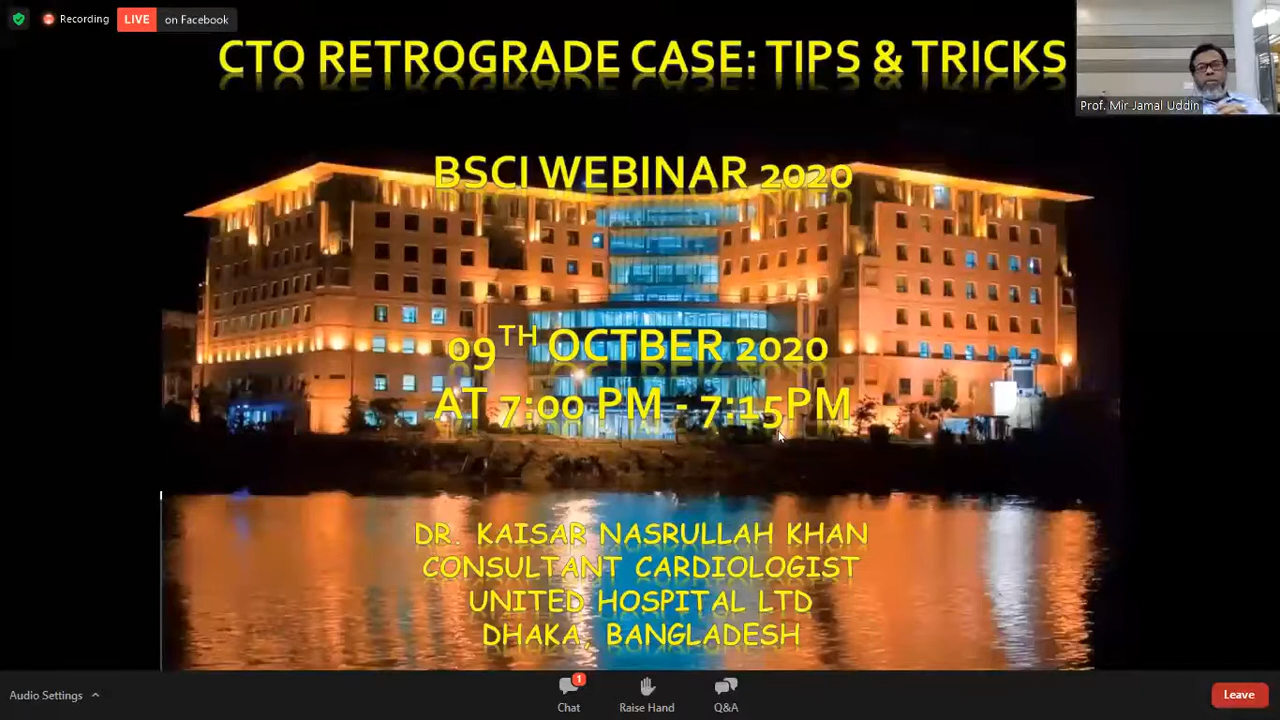 Recording
LIVE on Facebook
CTO RETROGRADE CASE: TIPS & TRICKS
Prof. Mir Jamal Uddin
BSCI WEBINAR 2020
09TH OCTBER 2020
AT 7:00 PM - 7:15PM
DR. KAISAR NASRULLAH KHAN
CONSULTANT CARDIOLOGIST
UNITED HOSPITAL LTD
DHAKA, BANGLADESH
Audio Settings
1
Chat
Raise Hand
Q&A
Leave